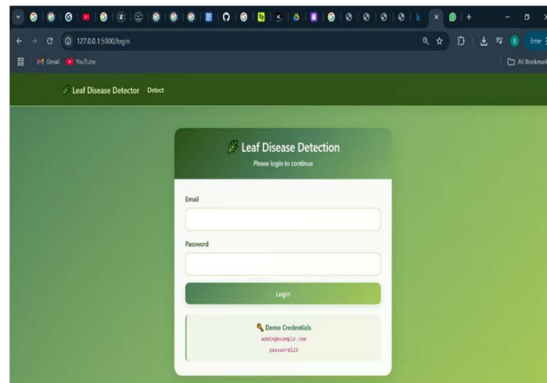 127.0.0.1:5000/login
Error
Gmail YouTube
All Bookmarks
Leaf Disease Detector Detect
Leaf Disease Detection
Please login to continue
Email
Password
Login
Demo Credentials
admin@example.com
password123